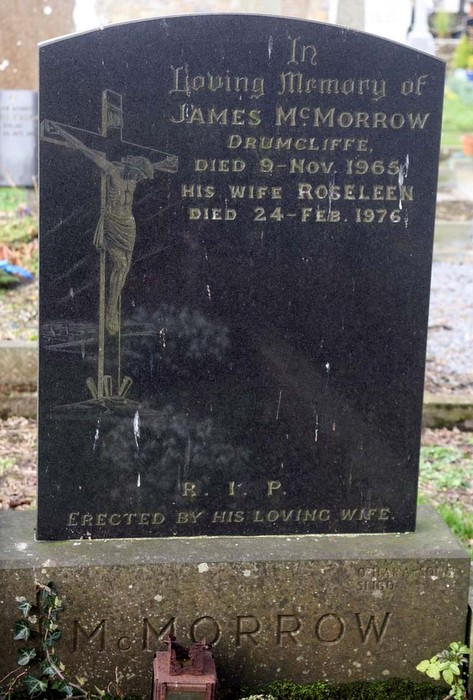 In
Loving Memory of
JAMES McMORROW
DRUMCLIFFE,
DIED 9-NOV. 1965
HIS WIFE ROSELEEN
DIED 24-FEB. 1976
R. I. P.
ERECTED BY HIS LOVING WIFE.
SLIGO
McMORROW